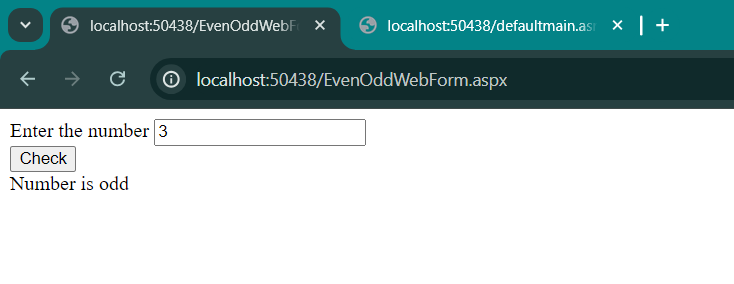 localhost:50438/EvenOddWebF
localhost:50438/defaultmain.as
localhost:50438/EvenOddWebForm.aspx
Enter the number 3
Check
Number is odd